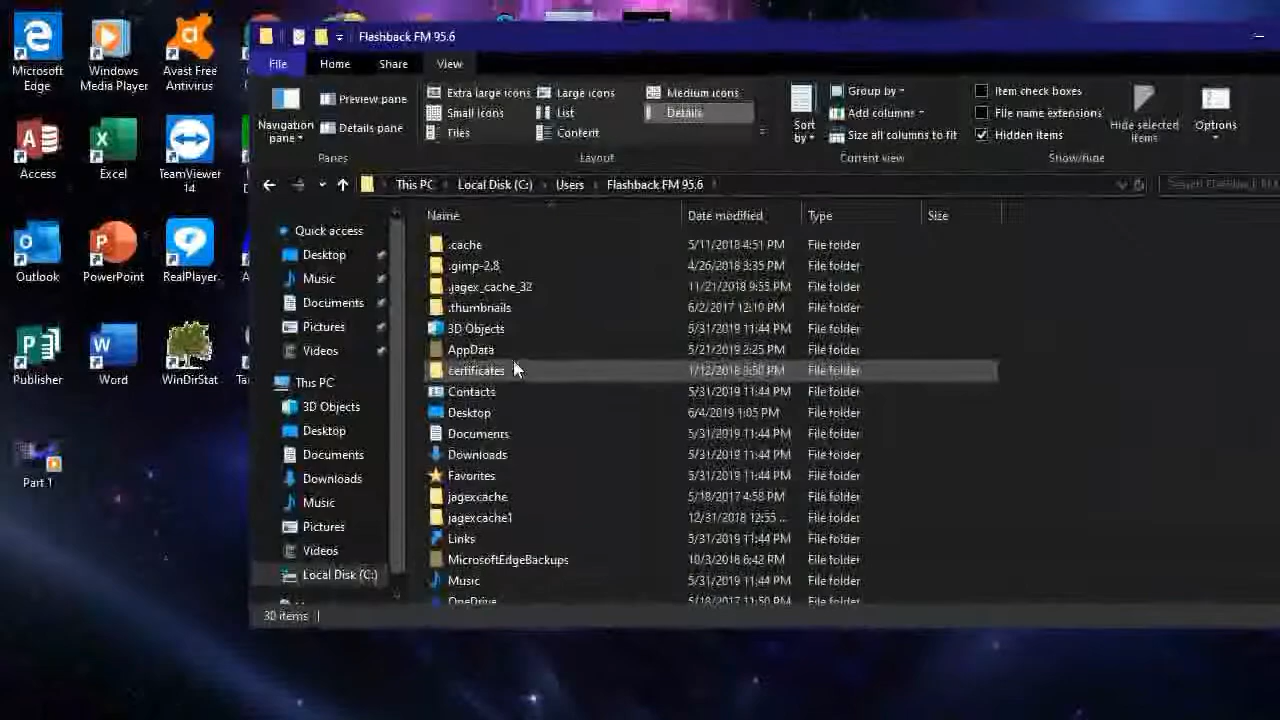 Microsoft Edge
Windows Media Player
Avast Free Antivirus
Access
Excel
TeamViewer 14
Outlook
PowerPoint
RealPlayer
Publisher
Word
WinDirStat
Part 1
Flashback FM 95.6
File Home Share View
Navigation pane
Preview pane
Details pane
Panes
Extra large icons
Large icons
Medium icons
Small icons
List
Details
Tiles
Content
Layout
Sort by
Group by
Add columns
Size all columns to fit
Current view
Item check boxes
File name extensions
Hidden items
Hide selected items
Show/hide
Options
This PC Local Disk (C:) Users Flashback FM 95.6
Search Flashback FM
Quick access
Desktop
Music
Documents
Pictures
Videos
This PC
3D Objects
Desktop
Documents
Downloads
Music
Pictures
Videos
Local Disk (C:)
Name Date modified Type Size
.cache 5/11/2018 4:51 PM File folder
.gimp-2.8 4/26/2018 3:35 PM File folder
.jagex_cache_32 11/21/2018 9:55 PM File folder
.thumbnails 6/2/2017 12:10 PM File folder
3D Objects 5/31/2019 11:44 PM File folder
AppData 5/21/2019 2:25 PM File folder
certificates 1/12/2018 3:50 PM File folder
Contacts 5/31/2019 11:44 PM File folder
Desktop 6/4/2019 1:05 PM File folder
Documents 5/31/2019 11:44 PM File folder
Downloads 5/31/2019 11:44 PM File folder
Favorites 5/31/2019 11:44 PM File folder
jagexcache 5/18/2017 4:58 PM File folder
jagexcache1 12/31/2018 12:55 ... File folder
Links 5/31/2019 11:44 PM File folder
MicrosoftEdgeBackups 10/3/2018 6:42 PM File folder
Music 5/31/2019 11:44 PM File folder
OneDrive 5/18/2017 11:50 PM File folder
30 items